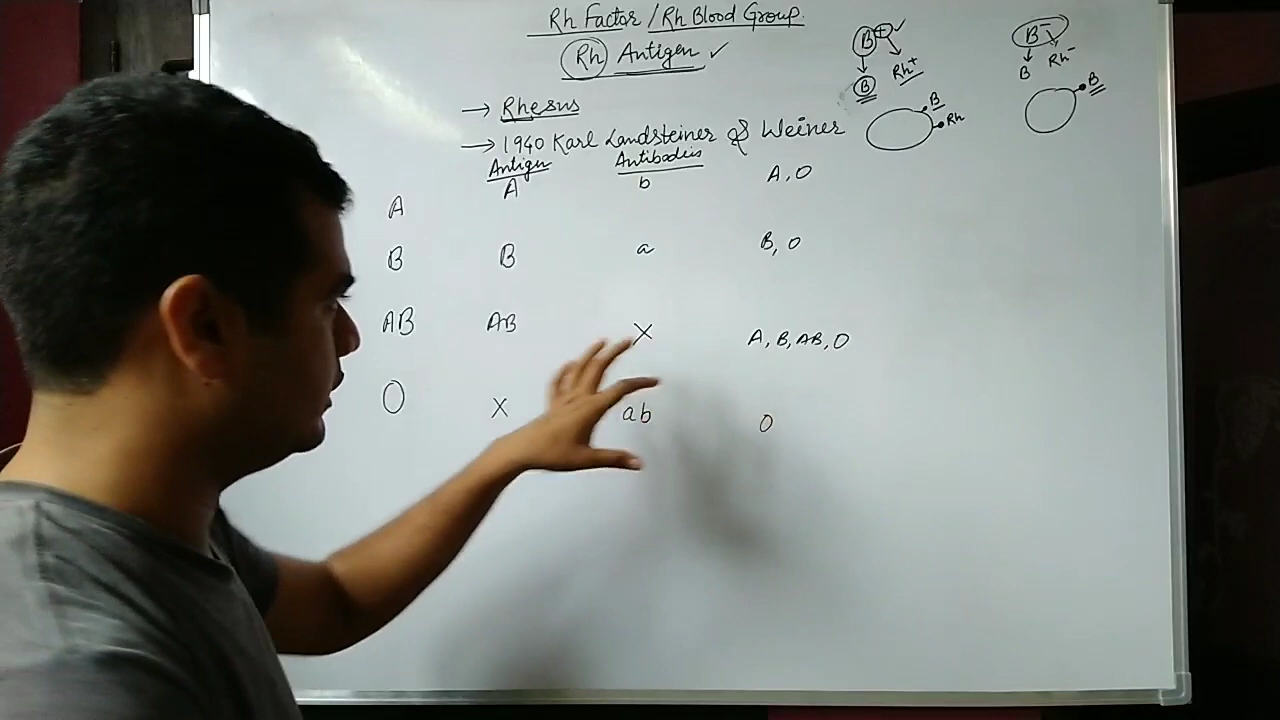 Rh Factor / Rh Blood Group
Rh Antigen ✓
→ Rhesus
→ 1940 Karl Landsteiner & Weiner
B+ ✓
B Rh+
B
Rh
B-
B Rh-
B
Antigen Antibodies
A A b A, O
B B a B, O
AB AB X A, B, AB, O
O X ab O